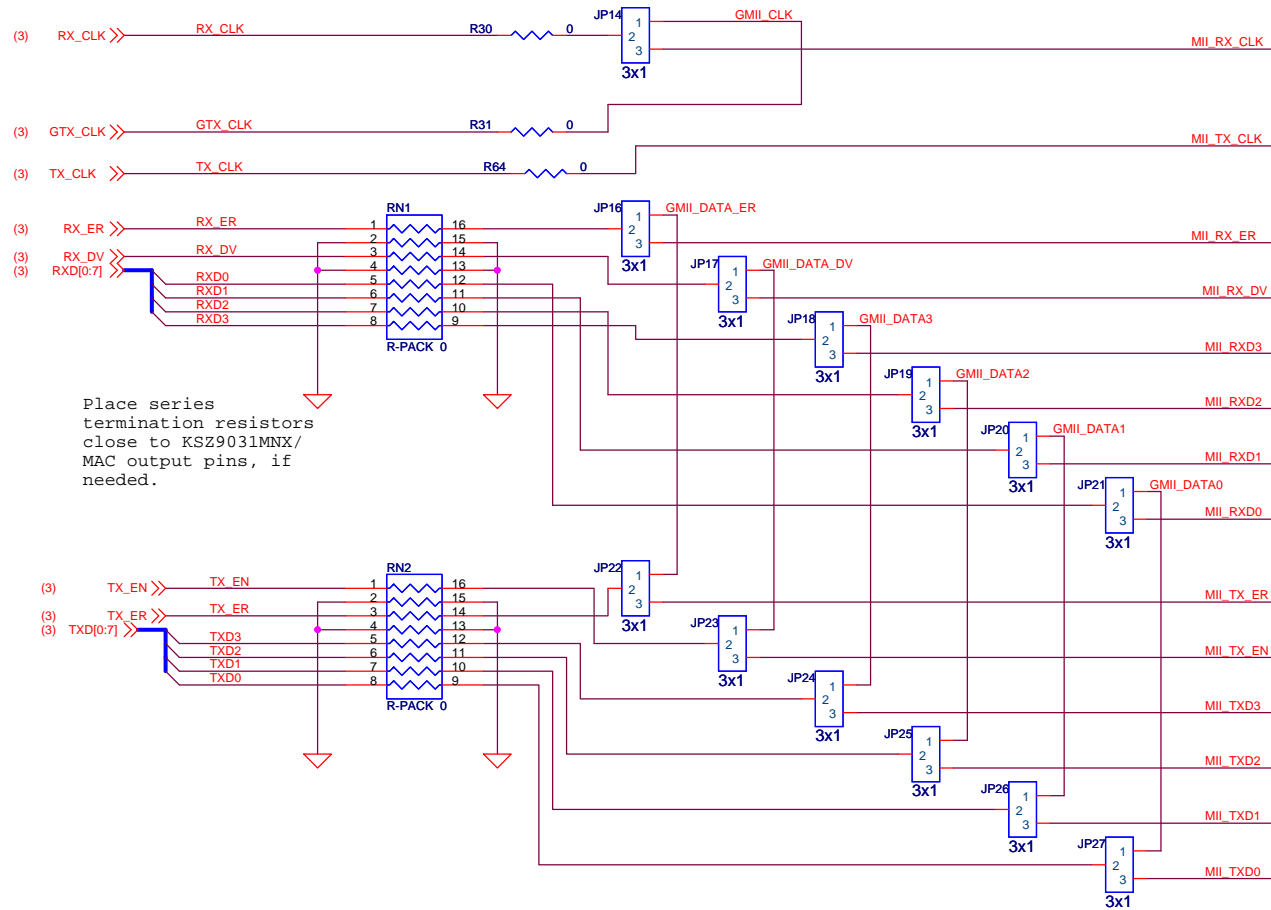 JP14 GMII_CLK
(3) RX_CLK RX_CLK R30 0 1 2 3
MII_RX_CLK
3x1
(3) GTX_CLK GTX_CLK R31 0
MII_TX_CLK
(3) TX_CLK TX_CLK R64 0
RN1 JP16 GMII_DATA_ER
(3) RX_ER RX_ER 1 16 1 2 3
MII_RX_ER
2 15
3x1
(3) RX_DV RX_DV 3 14
(3) RXD[0:7] 4 13
JP17 GMII_DATA_DV
1 2 3
MII_RX_DV
3x1
RXD0 5 12
RXD1 6 11
RXD2 7 10
RXD3 8 9
R-PACK 0
JP18 GMII_DATA3
1 2 3
MII_RXD3
3x1
JP19 GMII_DATA2
1 2 3
MII_RXD2
3x1
Place series
termination resistors
close to KSZ9031MNX/
MAC output pins, if
needed.
JP20 GMII_DATA1
1 2 3
MII_RXD1
3x1
JP21 GMII_DATA0
1 2 3
MII_RXD0
3x1
RN2 JP22
1 2 3
(3) TX_EN TX_EN 1 16
MII_TX_ER
2 15
3x1
(3) TX_ER TX_ER 3 14
(3) TXD[0:7] 4 13
JP23
1 2 3
MII_TX_EN
3x1
TXD3 5 12
TXD2 6 11
TXD1 7 10
TXD0 8 9
R-PACK 0
JP24
1 2 3
MII_TXD3
3x1
JP25
1 2 3
MII_TXD2
3x1
JP26
1 2 3
MII_TXD1
3x1
JP27
1 2 3
MII_TXD0
3x1